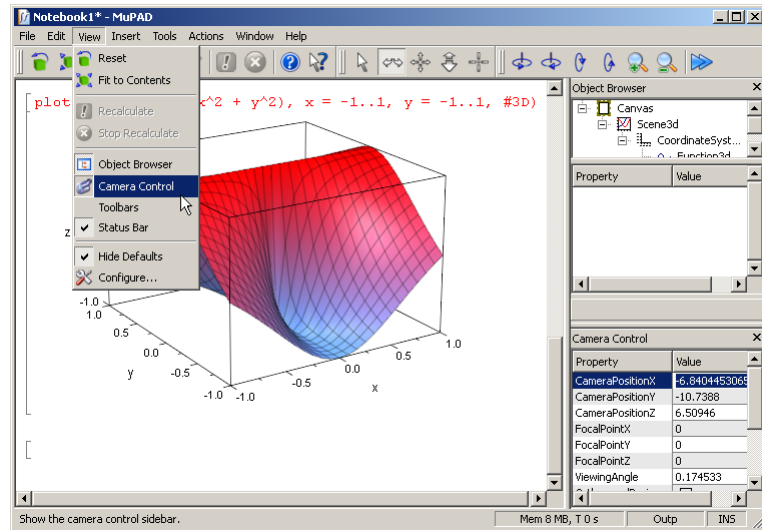 Notebook1* - MuPAD
File Edit View Insert Tools Actions Window Help
Reset
Fit to Contents
Recalculate
Stop Recalculate
Object Browser
Camera Control
Toolbars
Status Bar
Hide Defaults
Configure...
plot
x^2 + y^2), x = -1..1, y = -1..1, #3D)
z
-1.0
1.0
0.5
0.0
-0.5
-1.0
y
-1.0
-0.5
0.0
0.5
1.0
x
Object Browser
Canvas
Scene3d
CoordinateSyst...
Function3d
Property Value
Camera Control
Property Value
CameraPositionX -6.8404453065
CameraPositionY -10.7388
CameraPositionZ 6.50946
FocalPointX 0
FocalPointY 0
FocalPointZ 0
ViewingAngle 0.174533
Show the camera control sidebar.
Mem 8 MB, T 0 s Outp INS